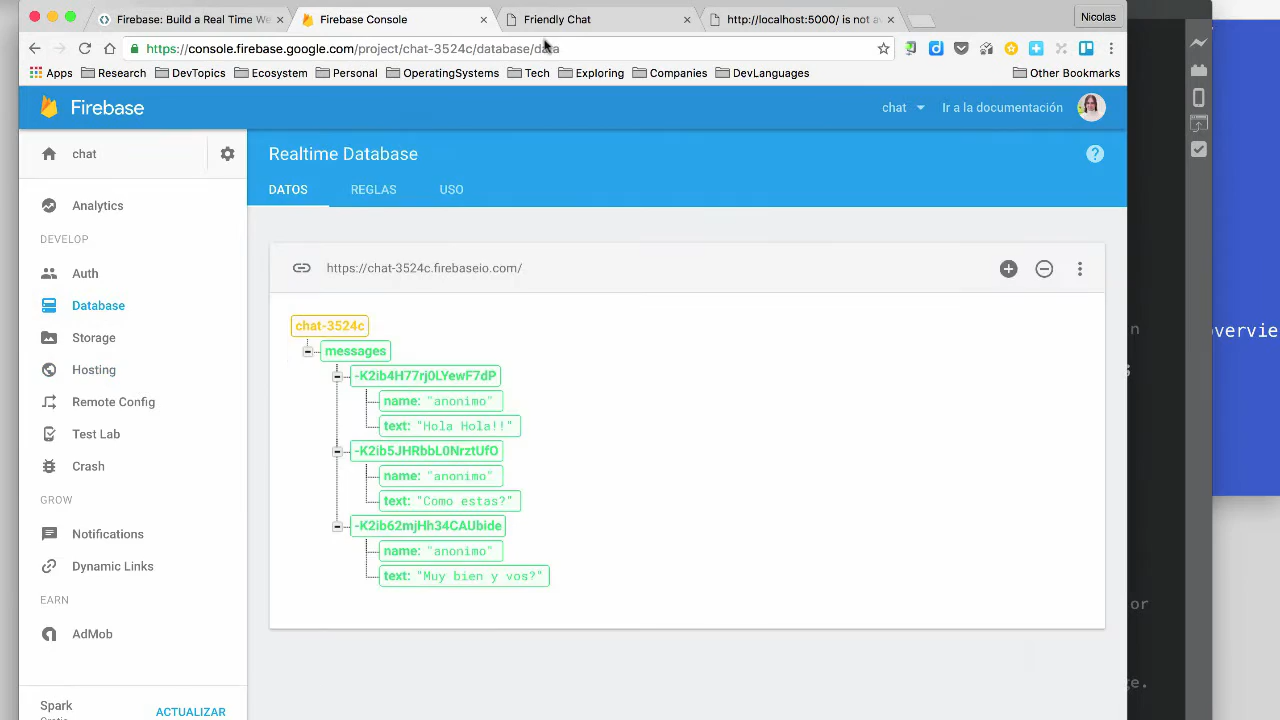 Firebase: Build a Real Time We
Firebase Console
Friendly Chat
http://localhost:5000/ is not av
Nicolas
https://console.firebase.google.com/project/chat-3524c/database/data
Apps
Research
DevTopics
Ecosystem
Personal
OperatingSystems
Tech
Exploring
Companies
DevLanguages
Other Bookmarks
Firebase
chat
Ir a la documentación
chat
Realtime Database
DATOS
REGLAS
USO
Analytics
DEVELOP
Auth
Database
Storage
Hosting
Remote Config
Test Lab
Crash
GROW
Notifications
Dynamic Links
EARN
AdMob
Spark
ACTUALIZAR
https://chat-3524c.firebaseio.com/
chat-3524c
messages
-K2ib4H77rj0LYewF7dP
name: "anonimo"
text: "Hola Hola!!"
-K2ib5JHRbbL0NrztUfO
name: "anonimo"
text: "Como estas?"
-K2ib62mjHh34CAUbide
name: "anonimo"
text: "Muy bien y vos?"
n
overvie
or
ge.